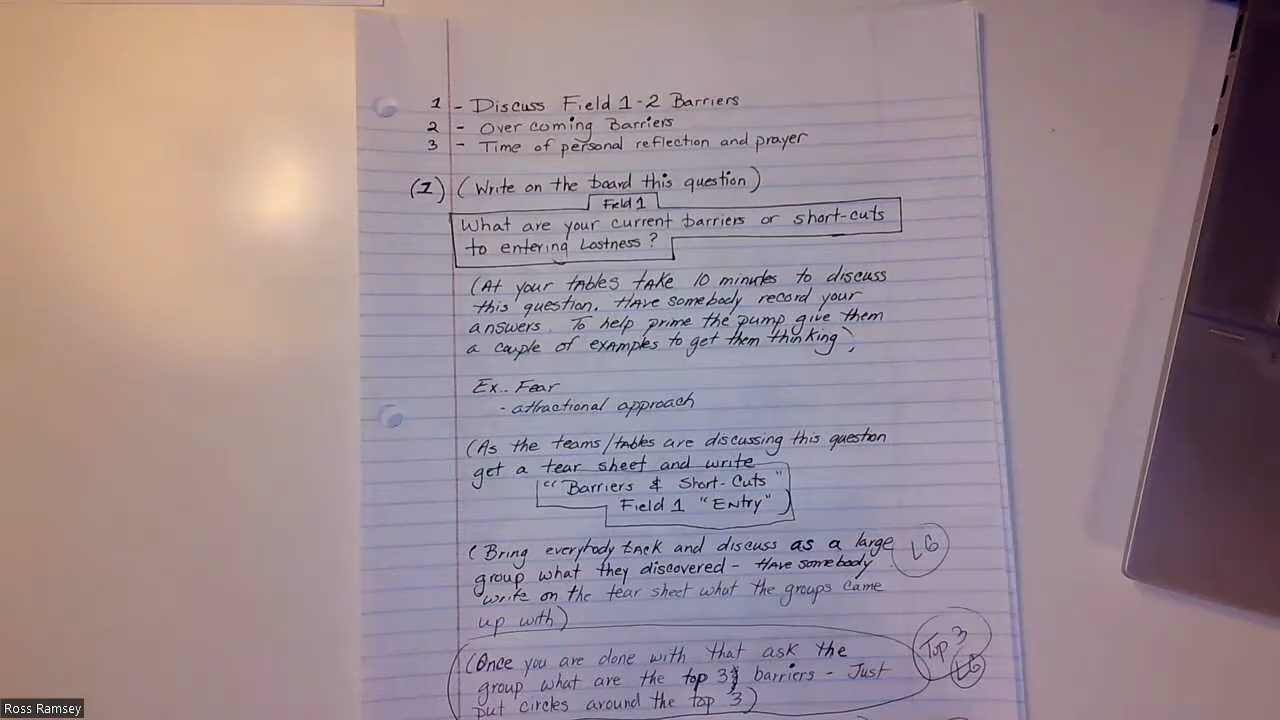 1 - Discuss Field 1-2 Barriers
2 - Over coming Barriers
3 - Time of personal reflection and prayer
(1) (Write on the board this question)
Field 1
What are your current barriers or short-cuts
to entering Lostness?
(At your tables take 10 minutes to discuss
this question. Have somebody record your
answers. To help prime the pump give them
a couple of examples to get them thinking),
Ex.. Fear
- attractional approach
(As the teams/tables are discussing this question
get a tear sheet and write
"Barriers & Short-Cuts"
Field 1 "Entry")
(Bring everybody back and discuss as a large
group what they discovered - Have somebody
write on the tear sheet what the groups came
up with)
LG
(Once you are done with that ask the
group what are the top 3 barriers - Just
put circles around the top 3)
Top 3
LG
Ross Ramsey